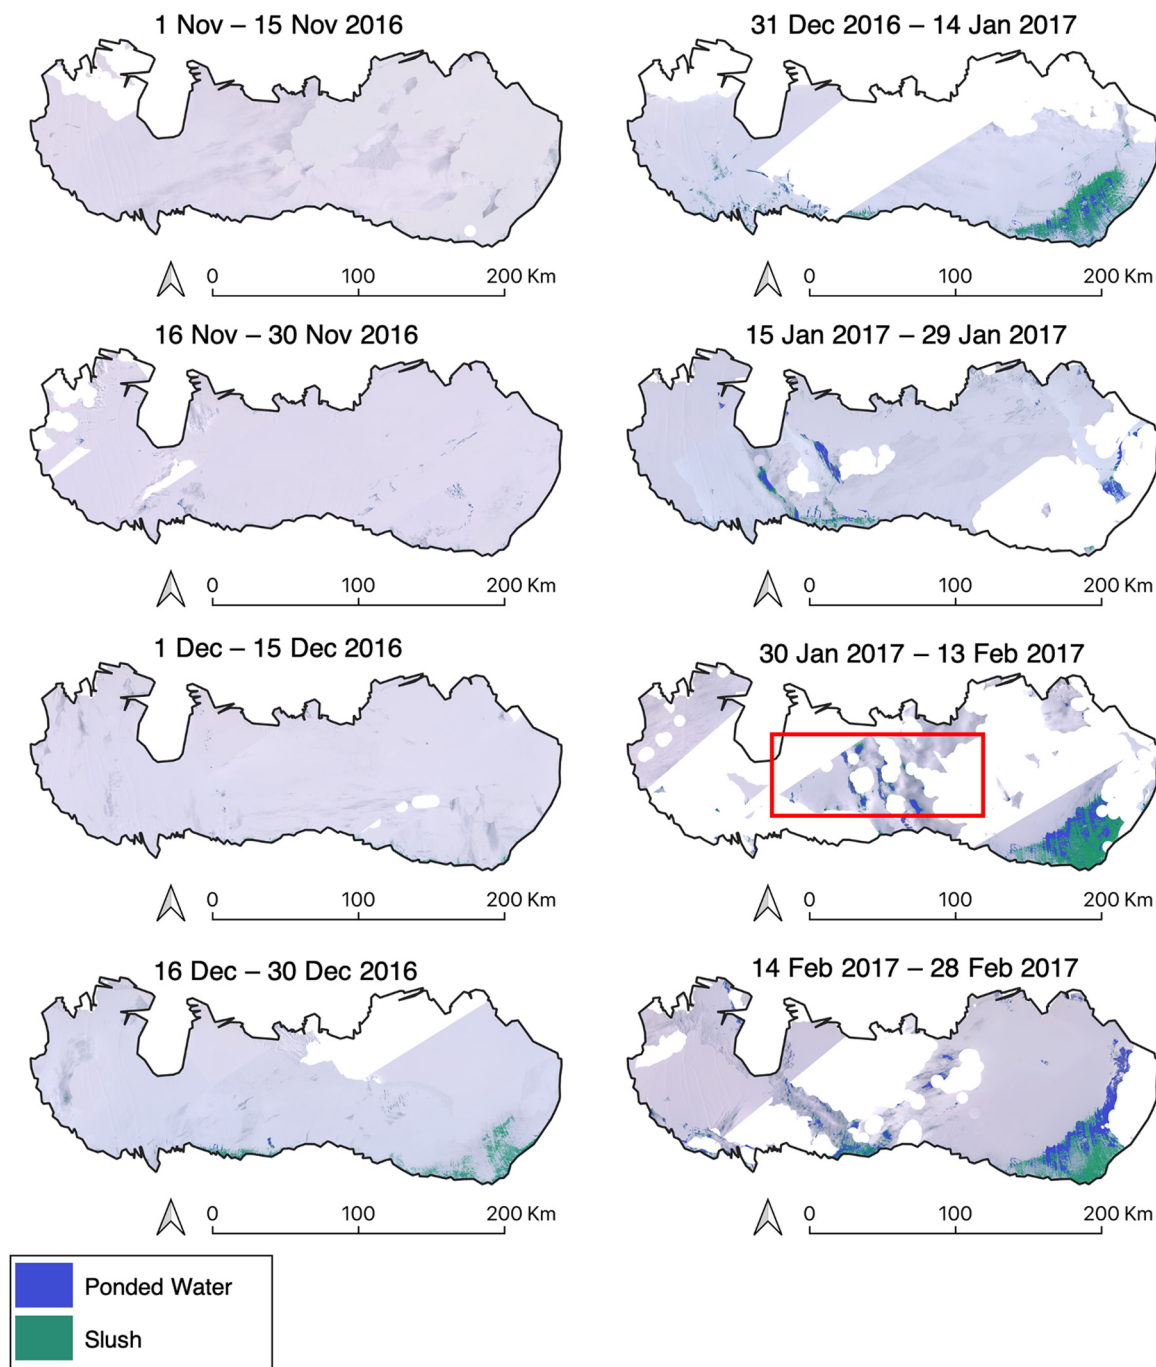 1 Nov – 15 Nov 2016
0 100 200 Km
16 Nov – 30 Nov 2016
0 100 200 Km
1 Dec – 15 Dec 2016
0 100 200 Km
16 Dec – 30 Dec 2016
0 100 200 Km
31 Dec 2016 – 14 Jan 2017
0 100 200 Km
15 Jan 2017 – 29 Jan 2017
0 100 200 Km
30 Jan 2017 – 13 Feb 2017
0 100 200 Km
14 Feb 2017 – 28 Feb 2017
0 100 200 Km
Ponded Water
Slush